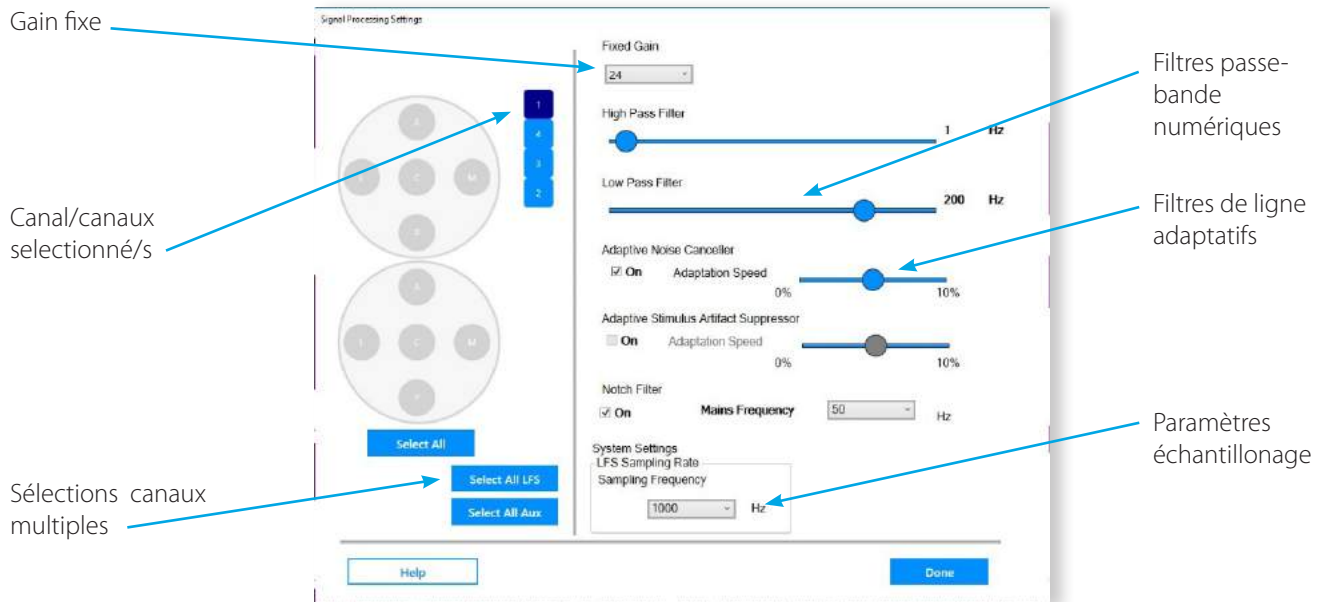 Gain fixe
Canal/canaux
selectionné/s
Sélections canaux
multiples
Signal Processing Settings
1
4
3
2
C
M
C
M
Select All
Select All LFS
Select All Aux
Fixed Gain
24
High Pass Filter
1 Hz
Low Pass Filter
200 Hz
Adaptive Noise Canceller
On Adaptation Speed
0% 10%
Adaptive Stimulus Artifact Suppressor
On Adaptation Speed
0% 10%
Notch Filter
On Mains Frequency 50 Hz
System Settings
LFS Sampling Rate
Sampling Frequency
1000 Hz
Help
Done
Filtres passe-
bande
numériques
Filtres de ligne
adaptatifs
Paramètres
échantillonage